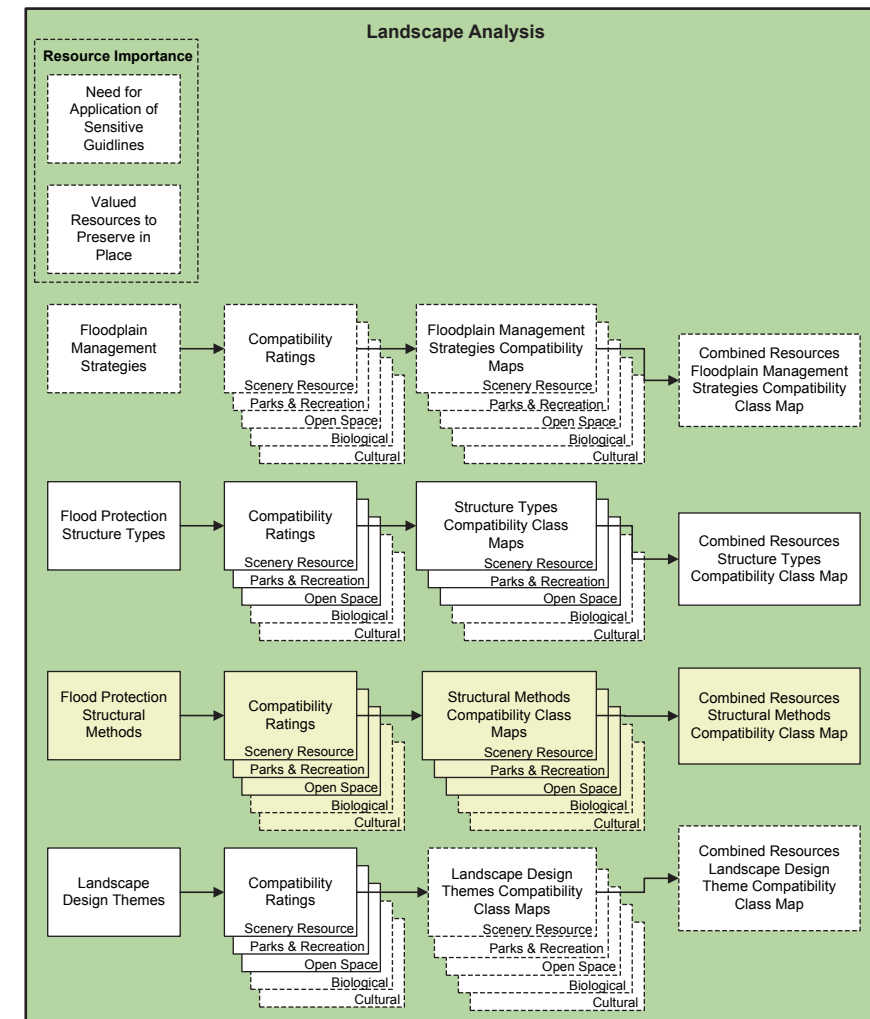 Landscape Analysis
Resource Importance
Need for
Application of
Sensitive
Guidlines
Valued
Resources to
Preserve in
Place
Floodplain
Management
Strategies
Compatibility
Ratings
Scenery Resource
Parks & Recreation
Open Space
Biological
Cultural
Floodplain Management
Strategies Compatibility
Maps
Scenery Resource
Parks & Recreation
Open Space
Biological
Cultural
Combined Resources
Floodplain Management
Strategies Compatibility
Class Map
Flood Protection
Structure Types
Compatibility
Ratings
Scenery Resource
Parks & Recreation
Open Space
Biological
Cultural
Structure Types
Compatibility Class
Maps
Scenery Resource
Parks & Recreation
Open Space
Biological
Cultural
Combined Resources
Structure Types
Compatibility Class Map
Flood Protection
Structural
Methods
Compatibility
Ratings
Scenery Resource
Parks & Recreation
Open Space
Biological
Cultural
Structural Methods
Compatibility Class
Maps
Scenery Resource
Parks & Recreation
Open Space
Biological
Cultural
Combined Resources
Structural Methods
Compatibility Class Map
Landscape
Design Themes
Compatibility
Ratings
Scenery Resource
Parks & Recreation
Open Space
Biological
Cultural
Landscape Design
Themes Compatibility
Class Maps
Scenery Resource
Parks & Recreation
Open Space
Biological
Cultural
Combined Resources
Landscape Design
Theme Compatibility
Class Map